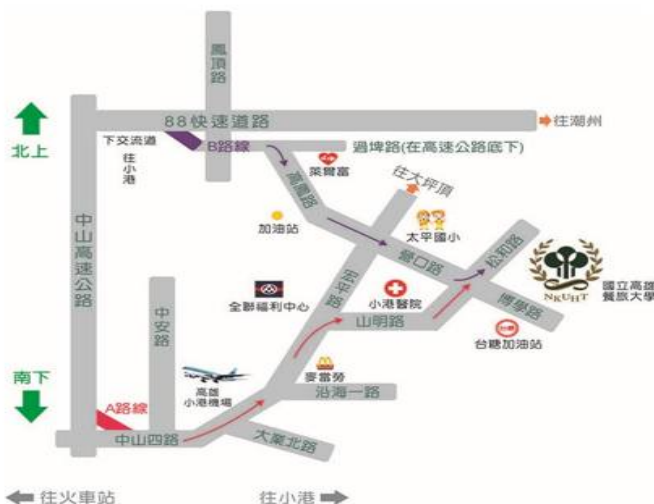 鳳頂路
88快速道路
往潮州
北上
下交流道
往小港
B路線
過埤路(在高速公路底下)
萊爾富
高鳳路
往大坪頂
加油站
太平國小
松和路
中山高速公路
營口路
NKUHT
國立高雄
餐旅大學
全聯福利中心
小港醫院
博學路
中安路
山明路
台糖
台糖加油站
南下
高雄
小港機場
麥當勞
沿海一路
A路線
中山四路
大業北路
往火車站
往小港